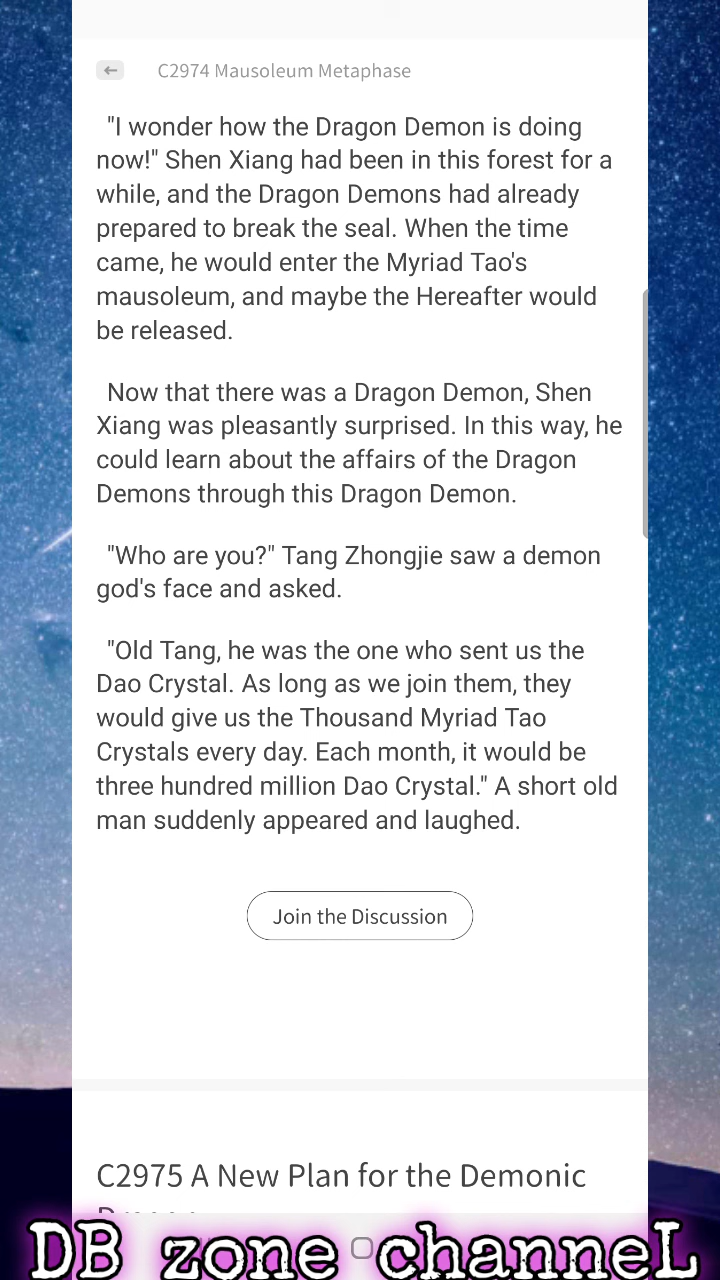 C2974 Mausoleum Metaphase
"I wonder how the Dragon Demon is doing
now!" Shen Xiang had been in this forest for a
while, and the Dragon Demons had already
prepared to break the seal. When the time
came, he would enter the Myriad Tao's
mausoleum, and maybe the Hereafter would
be released.
Now that there was a Dragon Demon, Shen
Xiang was pleasantly surprised. In this way, he
could learn about the affairs of the Dragon
Demons through this Dragon Demon.
"Who are you?" Tang Zhongjie saw a demon
god's face and asked.
"Old Tang, he was the one who sent us the
Dao Crystal. As long as we join them, they
would give us the Thousand Myriad Tao
Crystals every day. Each month, it would be
three hundred million Dao Crystal." A short old
man suddenly appeared and laughed.
Join the Discussion
C2975 A New Plan for the Demonic
DB zone channeL